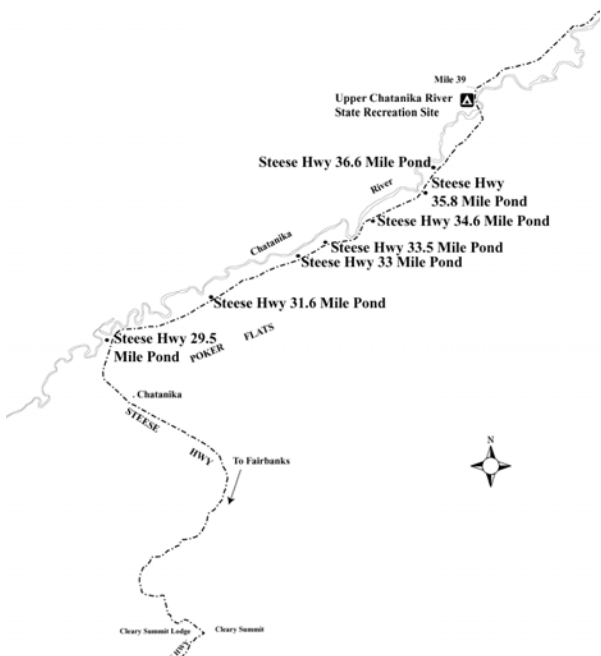 Mile 39
Upper Chatanika River
State Recreation Site
Steese Hwy 36.6 Mile Pond
River
Steese Hwy
35.8 Mile Pond
Steese Hwy 34.6 Mile Pond
Chatanika
Steese Hwy 33.5 Mile Pond
Steese Hwy 33 Mile Pond
Steese Hwy 31.6 Mile Pond
Steese Hwy 29.5
Mile Pond
POKER FLATS
Chatanika
STEESE HWY
To Fairbanks
N
Cleary Summit Lodge
Cleary Summit
HWY